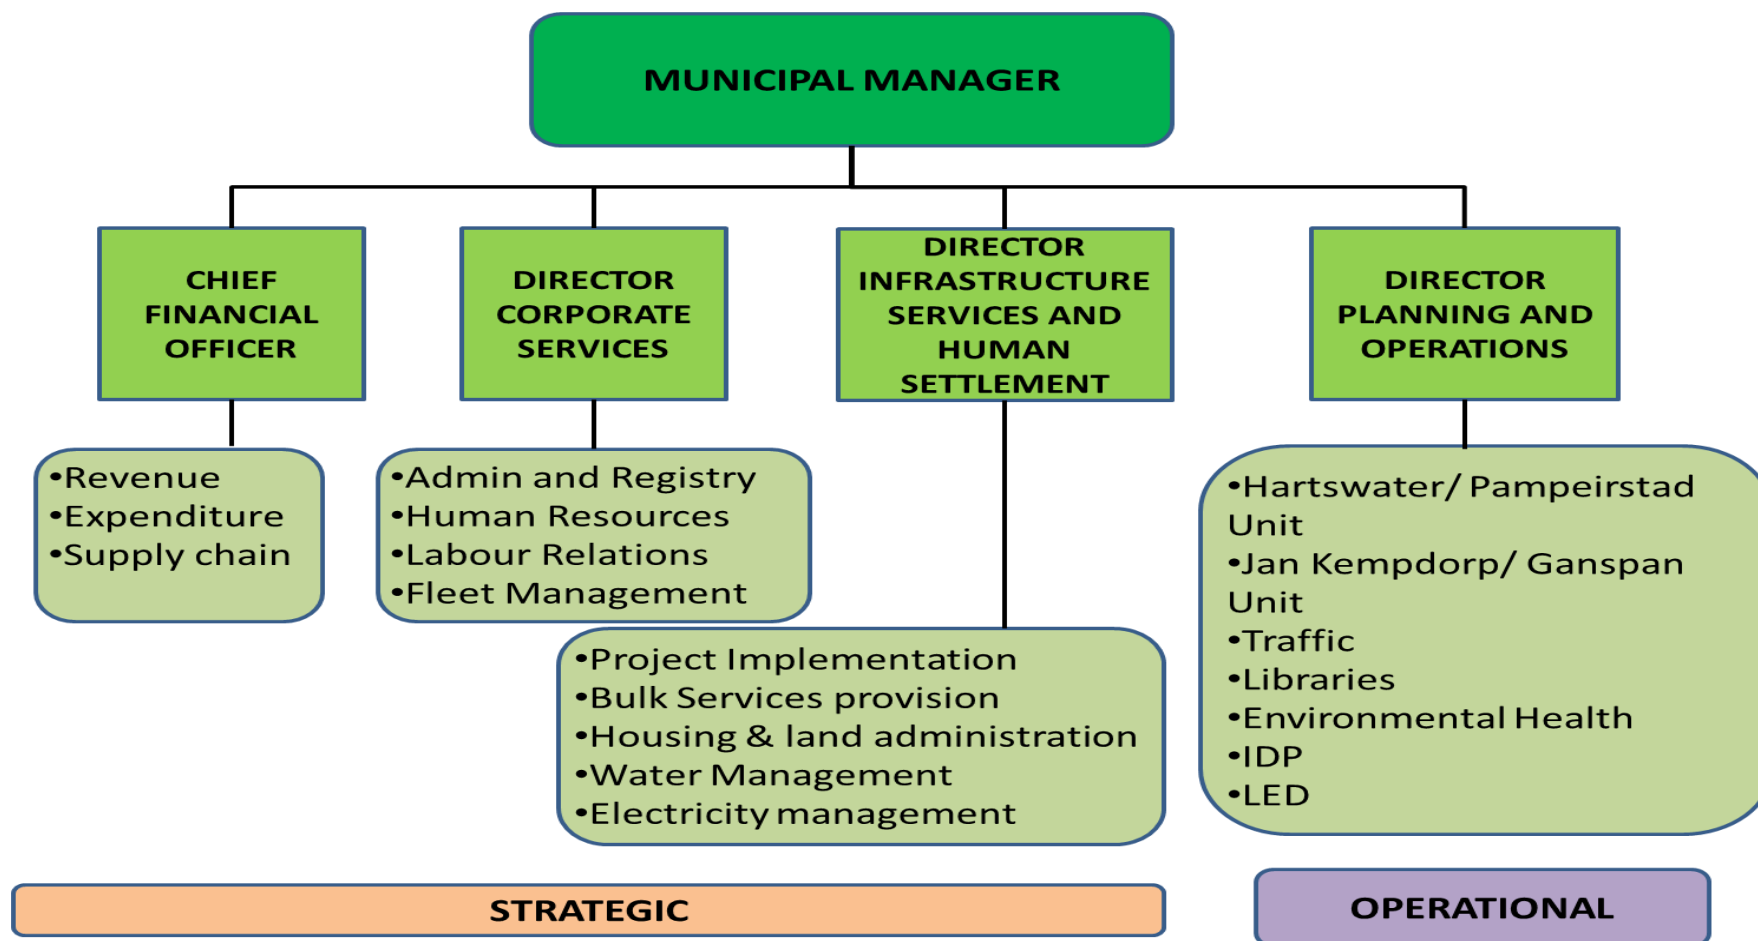 MUNICIPAL MANAGER
CHIEF
FINANCIAL
OFFICER
DIRECTOR
CORPORATE
SERVICES
DIRECTOR
INFRASTRUCTURE
SERVICES AND
HUMAN
SETTLEMENT
DIRECTOR
PLANNING AND
OPERATIONS
•Revenue
•Expenditure
•Supply chain
•Admin and Registry
•Human Resources
•Labour Relations
•Fleet Management
•Project Implementation
•Bulk Services provision
•Housing & land administration
•Water Management
•Electricity management
•Hartswater/ Pampeirstad
Unit
•Jan Kempdorp/ Ganspan
Unit
•Traffic
•Libraries
•Environmental Health
•IDP
•LED
STRATEGIC
OPERATIONAL